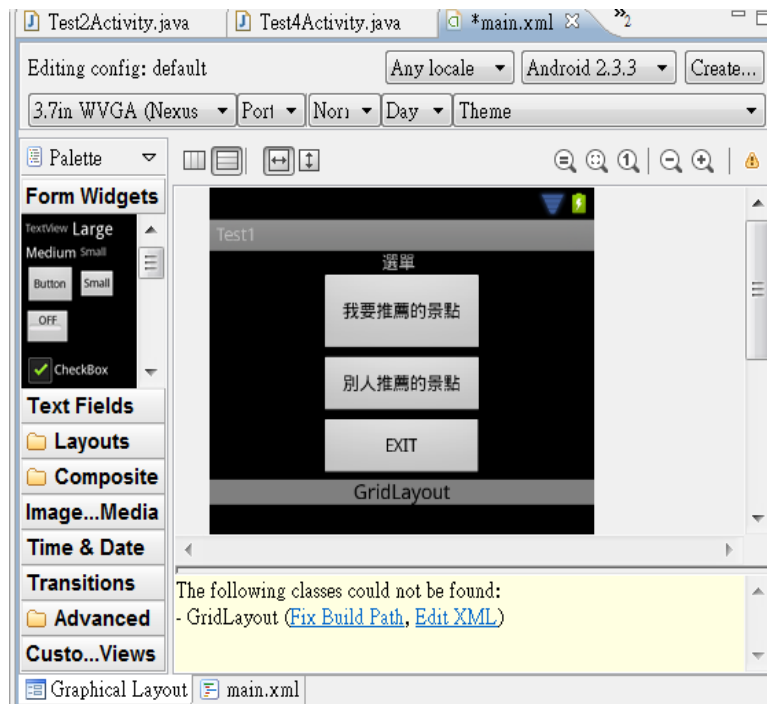 Test2Activity.java Test4Activity.java *main.xml »2
Editing config: default Any locale Android 2.3.3 Create...
3.7in WVGA (Nexus Port Nori Day Theme
Palette
Form Widgets
TextView Large
Medium Small
Button Small
OFF
CheckBox
Text Fields
Layouts
Composite
Image...Media
Time & Date
Transitions
Advanced
Custo...Views
Test1
選單
我要推薦的景點
別人推薦的景點
EXIT
GridLayout
The following classes could not be found:
- GridLayout (Fix Build Path, Edit XML)
Graphical Layout main.xml